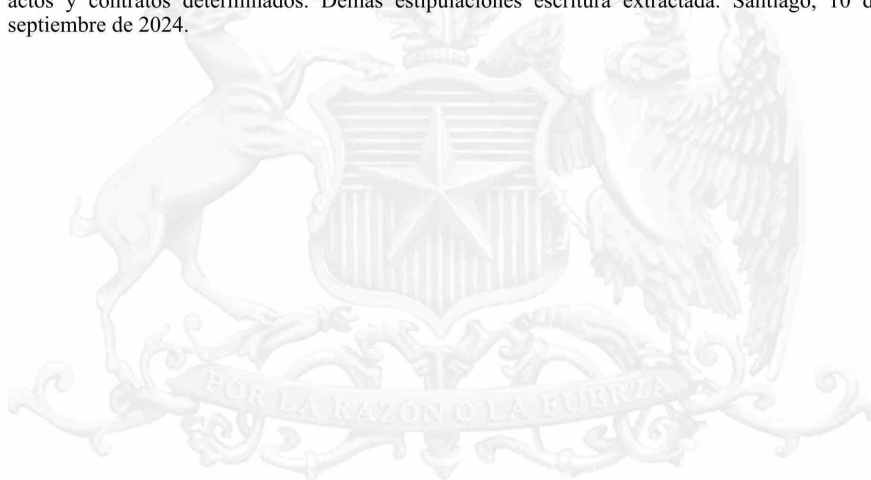 actos y contratos determinados. Demás estipulaciones escritura extractada. Santiago, 10 d
septiembre de 2024.
POR LA RAZON O LA FUERZA